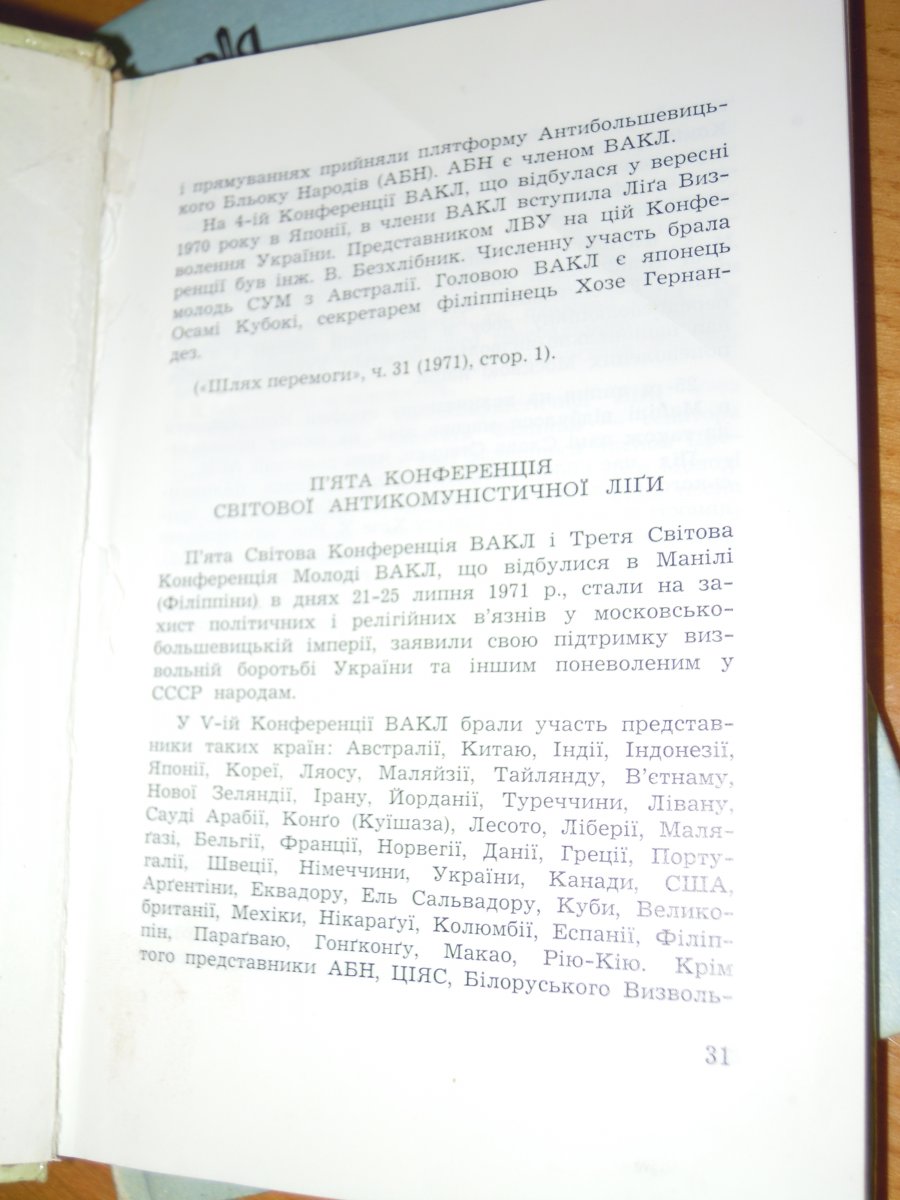 і прямуваннях прийняли плятформу Антибольшевиць-
кого Бльоку Народів (АБН). АБН є членом ВАКЛ.
На 4-ій Конференції ВАКЛ, що відбулася у вересні
1970 року в Японії, в члени ВАКЛ вступила Ліґа Виз-
волення України. Представником ЛВУ на цій Конфе-
ренції був інж. В. Безхлібник. Численну участь брала
молодь СУМ з Австралії. Головою ВАКЛ є японець
Осамі Кубокі, секретарем філіппінець Хозе Гернан-
дез.
(«Шлях перемоги», ч. 31 (1971), стор. 1).
П'ЯТА КОНФЕРЕНЦІЯ
СВІТОВОЇ АНТИКОМУНІСТИЧНОЇ ЛІҐИ
П'ята Світова Конференція ВАКЛ і Третя Світова
Конференція Молоді ВАКЛ, що відбулися в Манілі
(Філіппіни) в днях 21-25 липня 1971 р., стали на за-
хист політичних і релігійних в'язнів у московсько-
большевицькій імперії, заявили свою підтримку виз-
вольній боротьбі України та іншим поневоленим у
СССР народам.
У V-ій Конференції ВАКЛ брали участь представ-
ники таких країн: Австралії, Китаю, Індії, Індонезії,
Японії, Кореї, Ляосу, Маляйзії, Тайлянду, В'єтнаму,
Нової Зеляндії, Ірану, Йорданії, Туреччини, Лівану,
Сауді Арабії, Конґо (Куїшаза), Лесото, Ліберії, Маля-
ґазі, Бельгії, Франції, Норвегії, Данії, Греції, Порту-
галії, Швеції, Німеччини, України, Канади, США,
Арґентіни, Еквадору, Ель Сальвадору, Куби, Велико-
британії, Мехіки, Нікараґуї, Колюмбії, Еспанії, Філіп-
пін, Параґваю, Гонґконґу, Макао, Рію-Кію. Крім
того представники АБН, ЦІЯС, Білоруського Визволь-
31